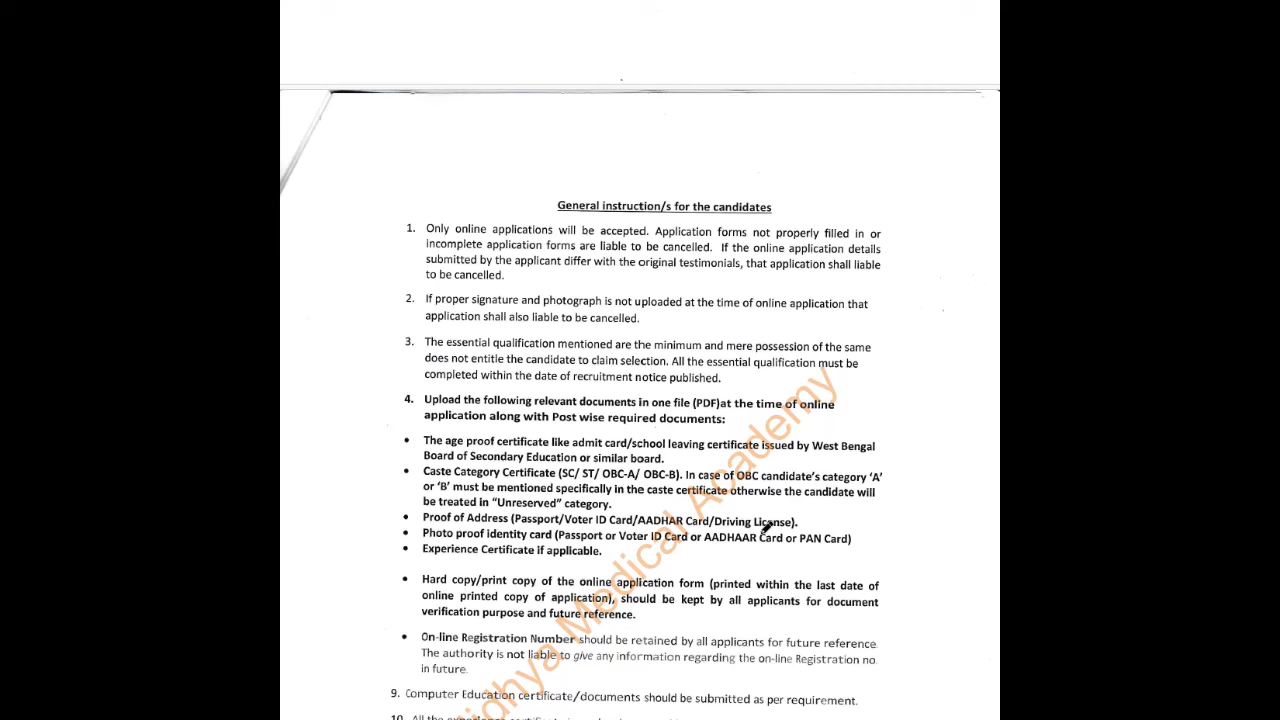 General instruction/s for the candidates
1. Only online applications will be accepted. Application forms not properly filled in or
incomplete application forms are liable to be cancelled. If the online application details
submitted by the applicant differ with the original testimonials, that application shall liable
to be cancelled.
2. If proper signature and photograph is not uploaded at the time of online application that
application shall also liable to be cancelled.
3. The essential qualification mentioned are the minimum and mere possession of the same
does not entitle the candidate to claim selection. All the essential qualification must be
completed within the date of recruitment notice published.
4. Upload the following relevant documents in one file (PDF)at the time of online
application along with Post wise required documents:
• The age proof certificate like admit card/school leaving certificate issued by West Bengal
Board of Secondary Education or similar board.
• Caste Category Certificate (SC/ ST/ OBC-A/ OBC-B). In case of OBC candidate's category 'A'
or 'B' must be mentioned specifically in the caste certificate otherwise the candidate will
be treated in "Unreserved" category.
• Proof of Address (Passport/Voter ID Card/AADHAR Card/Driving License).
• Photo proof identity card (Passport or Voter ID Card or AADHAAR Card or PAN Card)
• Experience Certificate if applicable.
• Hard copy/print copy of the online application form (printed within the last date of
online printed copy of application), should be kept by all applicants for document
verification purpose and future reference.
• On-line Registration Number should be retained by all applicants for future reference.
The authority is not liable to give any information regarding the on-line Registration no.
in future.
9. Computer Education certificate/documents should be submitted as per requirement.
10. All the experience
Medical Academy